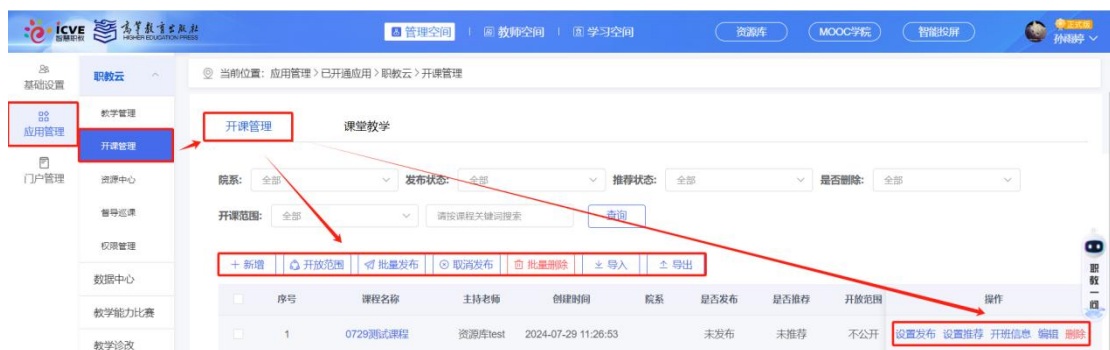 icve 智慧职教 高等教育出版社 HIGHER EDUCATION PRESS 管理空间 教师空间 学习空间 资源库 MOOC学院 智能投屏 正式版 孙雨婷
基础设置 职教云 当前位置：应用管理 > 已开通应用 > 职教云 > 开课管理
应用管理 教学管理 开课管理 课堂教学
开课管理
门户管理 资源中心 院系: 全部 发布状态: 全部 推荐状态: 全部 是否删除: 全部
督导巡课 开课范围: 全部 请按课程关键词搜索 查询
权限管理 + 新增 开放范围 批量发布 取消发布 批量删除 导入 导出
数据中心 序号 课程名称 主持老师 创建时间 院系 是否发布 是否推荐 开放范围 操作
教学能力比赛
教学诊改 1 0729测试课程 资源库test 2024-07-29 11:26:53 未发布 未推荐 不公开 设置发布 设置推荐 开班信息 编辑 删除
职教一值